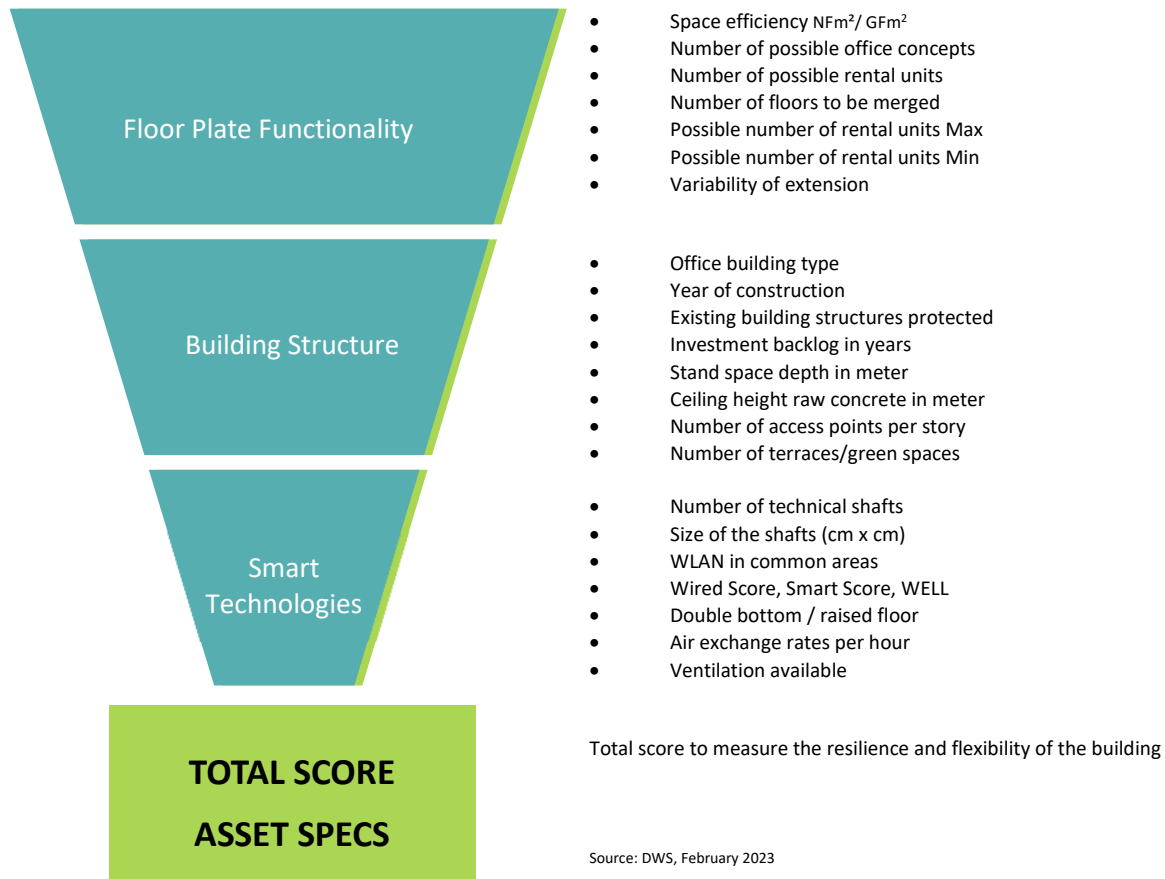 Floor Plate Functionality
• Space efficiency NFm²/ GFm²
• Number of possible office concepts
• Number of possible rental units
• Number of floors to be merged
• Possible number of rental units Max
• Possible number of rental units Min
• Variability of extension
Building Structure
• Office building type
• Year of construction
• Existing building structures protected
• Investment backlog in years
• Stand space depth in meter
• Ceiling height raw concrete in meter
• Number of access points per story
• Number of terraces/green spaces
Smart
Technologies
• Number of technical shafts
• Size of the shafts (cm x cm)
• WLAN in common areas
• Wired Score, Smart Score, WELL
• Double bottom / raised floor
• Air exchange rates per hour
• Ventilation available
TOTAL SCORE
ASSET SPECS
Total score to measure the resilience and flexibility of the building
Source: DWS, February 2023